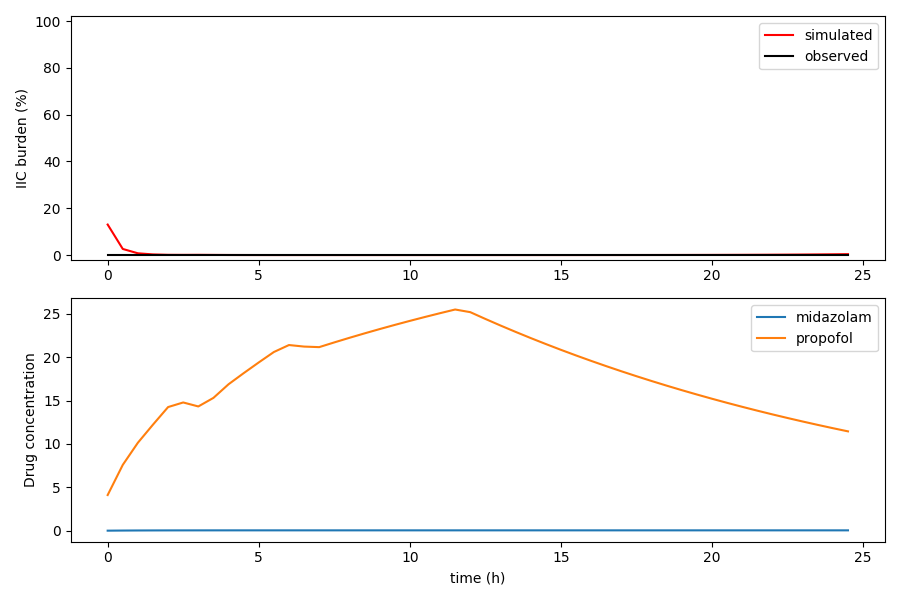 100
80
60
40
20
0
IIC burden (%)
simulated
observed
0 5 10 15 20 25
25
20
15
10
5
0
Drug concentration
midazolam
propofol
0 5 10 15 20 25
time (h)